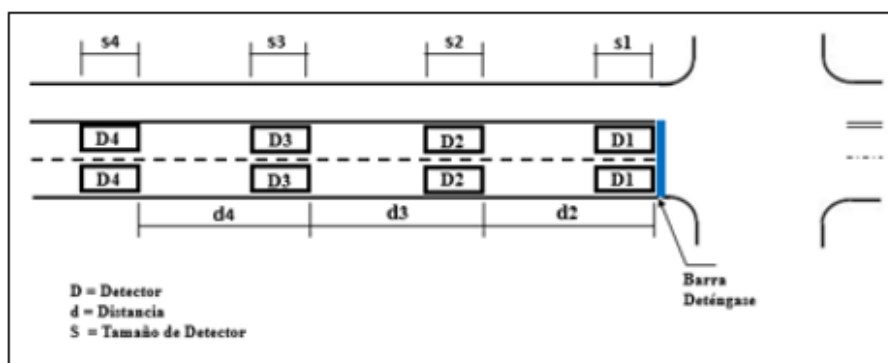 s4 s3 s2 s1
D4 D3 D2 D1
D4 D3 D2 D1
d4 d3 d2
Barra
Deténgase
D = Detector
d = Distancia
S = Tamaño de Detector